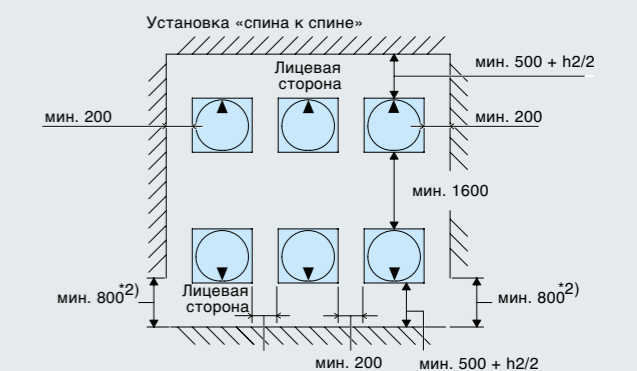 Установка «спина к спине»
мин. 500 + h2/2
Лицевая
сторона
мин. 200
мин. 200
мин. 1600
мин. 800*2)
Лицевая
сторона
мин. 800*2)
мин. 200
мин. 500 + h2/2